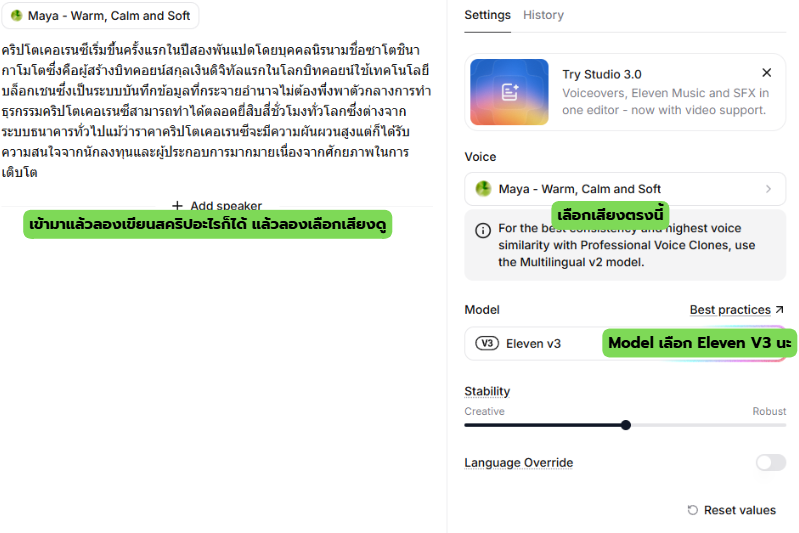 Maya - Warm, Calm and Soft
คริปโตเคอเรนซีเริ่มขึ้นครั้งแรกในปีสองพันแปดโดยบุคคลนิรนามชื่อซาโตชินา
กาโมโตซึ่งคือผู้สร้างบิทคอยน์สกุลเงินดิจิทัลแรกในโลกบิทคอยน์ใช้เทคโนโลยี
บล็อกเชนซึ่งเป็นระบบบันทึกข้อมูลที่กระจายอำนาจไม่ต้องพึ่งพาตัวกลางการทำ
ธุรกรรมคริปโตเคอเรนซีสามารถทำได้ตลอดยี่สิบสี่ชั่วโมงทั่วโลกซึ่งต่างจาก
ระบบธนาคารทั่วไปแม้ว่าราคาคริปโตเคอเรนซีจะมีความผันผวนสูงแต่ก็ได้รับ
ความสนใจจากนักลงทุนและผู้ประกอบการมากมายเนื่องจากศักยภาพในการ
เติบโต
+ Add speaker
เข้ามาแล้วลองเขียนสคริปอะไรก็ได้ แล้วลองเลือกเสียงดู
Settings History
Try Studio 3.0
Voiceovers, Eleven Music and SFX in
one editor - now with video support.
Voice
Maya - Warm, Calm and Soft
เลือกเสียงตรงนี้
For the best consistency and highest voice
similarity with Professional Voice Clones, use
the Multilingual v2 model.
Model Best practices
V3 Eleven v3
Model เลือก Eleven V3 นะ
Stability
Creative Robust
Language Override
Reset values